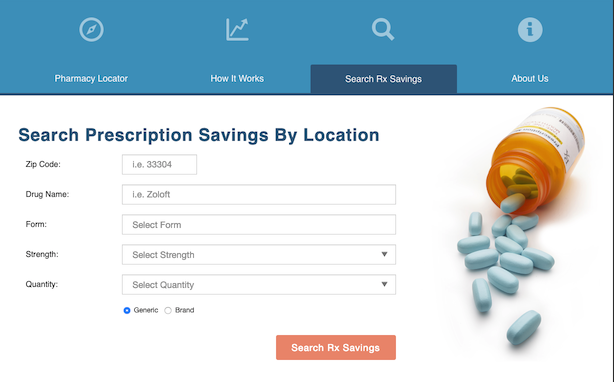 Pharmacy Locator
How It Works
Search Rx Savings
About Us
Search Prescription Savings By Location
Zip Code:
i.e. 33304
Drug Name:
i.e. Zoloft
Form:
Select Form
Strength:
Select Strength
Quantity:
Select Quantity
Generic Brand
Search Rx Savings